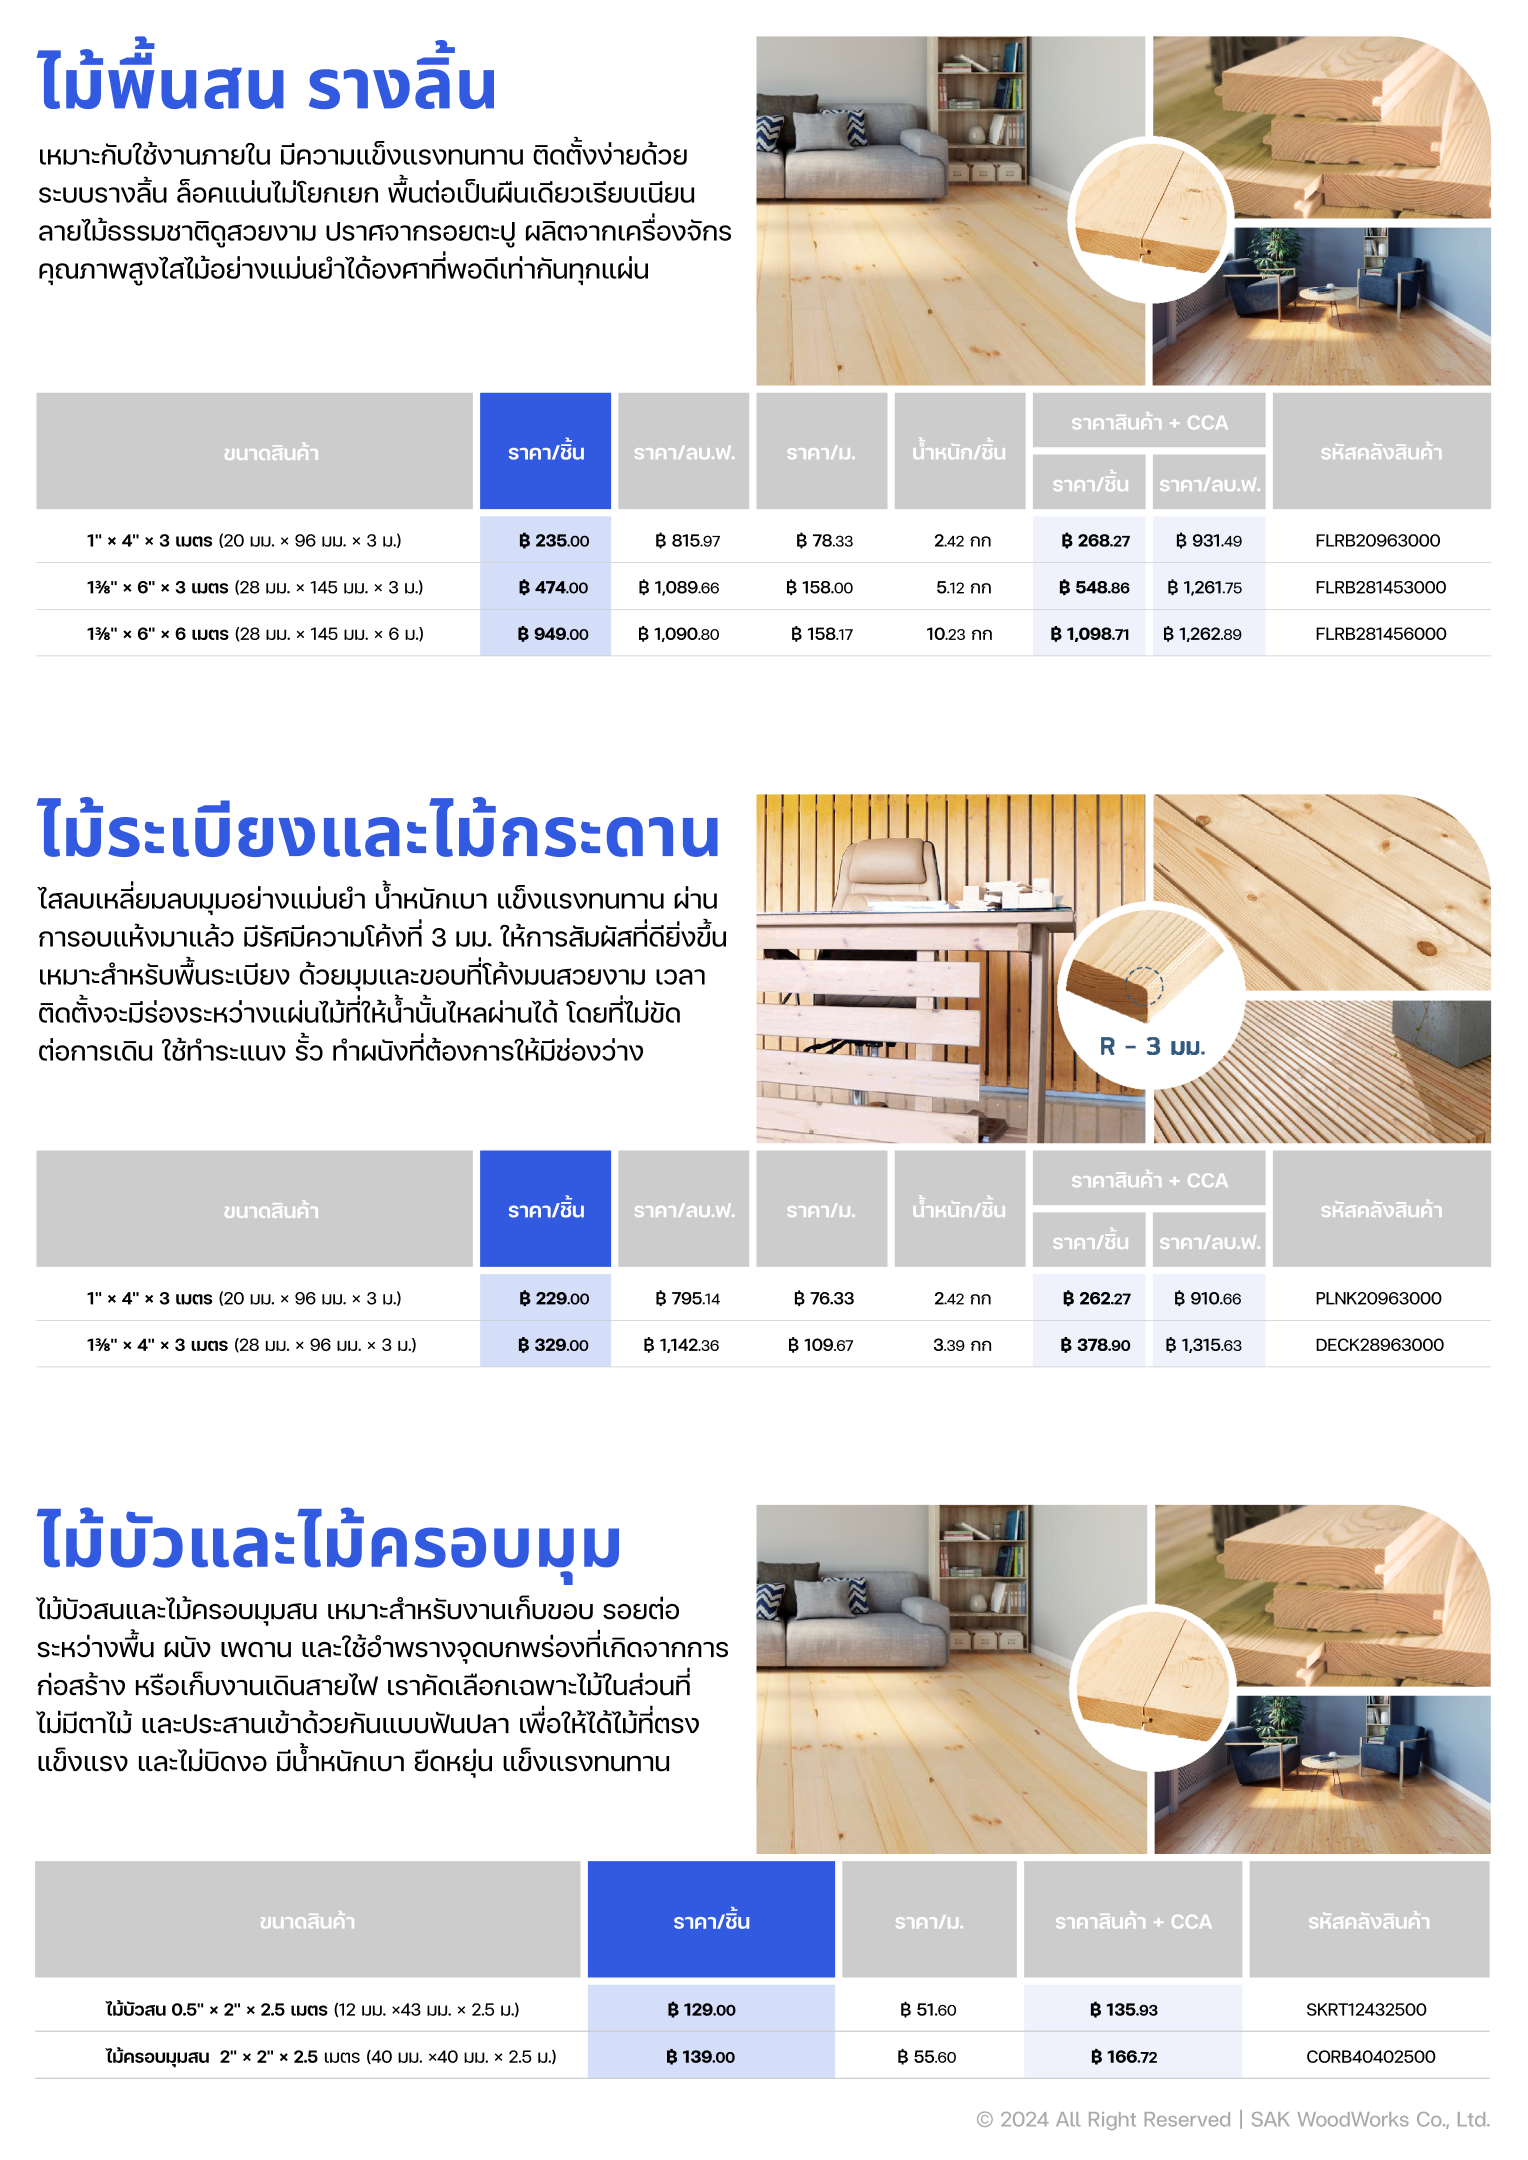 ไม้พื้นสน รางลิ้น
เหมาะกับใช้งานภายใน มีความแข็งแรงทนทาน ติดตั้งง่ายด้วย
ระบบรางลิ้น ล็อคแน่นไม่โยกเยก พื้นต่อเป็นผืนเดียวเรียบเนียน
ลายไม้ธรรมชาติดูสวยงาม ปราศจากรอยตะปู ผลิตจากเครื่องจักร
คุณภาพสูงไสไม้อย่างแม่นยำได้องศาที่พอดีเท่ากันทุกแผ่น
ขนาดสินค้า ราคา/ชิ้น ราคา/ลบ.ฟ. ราคา/ม. น้ำหนัก/ชิ้น ราคาสินค้า + CCA รหัสคลังสินค้า
ราคา/ชิ้น ราคา/ลบ.ฟ.
1" × 4" × 3 เมตร (20 มม. × 96 มม. × 3 ม.) ฿ 235.00 ฿ 815.97 ฿ 78.33 2.42 กก ฿ 268.27 ฿ 931.49 FLRB20963000
1⅜" × 6" × 3 เมตร (28 มม. × 145 มม. × 3 ม.) ฿ 474.00 ฿ 1,089.66 ฿ 158.00 5.12 กก ฿ 548.86 ฿ 1,261.75 FLRB281453000
1⅜" × 6" × 6 เมตร (28 มม. × 145 มม. × 6 ม.) ฿ 949.00 ฿ 1,090.80 ฿ 158.17 10.23 กก ฿ 1,098.71 ฿ 1,262.89 FLRB281456000
ไม้ระเบียงและไม้กระดาน
ไสลบเหลี่ยมลบมุมอย่างแม่นยำ น้ำหนักเบา แข็งแรงทนทาน ผ่าน
การอบแห้งมาแล้ว มีรัศมีความโค้งที่ 3 มม. ให้การสัมผัสที่ดียิ่งขึ้น
เหมาะสำหรับพื้นระเบียง ด้วยมุมและขอบที่โค้งมนสวยงาม เวลา
ติดตั้งจะมีร่องระหว่างแผ่นไม้ที่ให้น้ำนั้นไหลผ่านได้ โดยที่ไม่ขัด
ต่อการเดิน ใช้ทำระแนง รั้ว ทำผนังที่ต้องการให้มีช่องว่าง
R - 3 มม.
ขนาดสินค้า ราคา/ชิ้น ราคา/ลบ.ฟ. ราคา/ม. น้ำหนัก/ชิ้น ราคาสินค้า + CCA รหัสคลังสินค้า
ราคา/ชิ้น ราคา/ลบ.ฟ.
1" × 4" × 3 เมตร (20 มม. × 96 มม. × 3 ม.) ฿ 229.00 ฿ 795.14 ฿ 76.33 2.42 กก ฿ 262.27 ฿ 910.66 PLNK20963000
1⅜" × 4" × 3 เมตร (28 มม. × 96 มม. × 3 ม.) ฿ 329.00 ฿ 1,142.36 ฿ 109.67 3.39 กก ฿ 378.90 ฿ 1,315.63 DECK28963000
ไม้บัวและไม้ครอบมุม
ไม้บัวสนและไม้ครอบมุมสน เหมาะสำหรับงานเก็บขอบ รอยต่อ
ระหว่างพื้น ผนัง เพดาน และใช้อำพรางจุดบกพร่องที่เกิดจากการ
ก่อสร้าง หรือเก็บงานเดินสายไฟ เราคัดเลือกเฉพาะไม้ในส่วนที่
ไม่มีตาไม้ และประสานเข้าด้วยกันแบบฟันปลา เพื่อให้ได้ไม้ที่ตรง
แข็งแรง และไม่บิดงอ มีน้ำหนักเบา ยืดหยุ่น แข็งแรงทนทาน
ขนาดสินค้า ราคา/ชิ้น ราคา/ม. ราคาสินค้า + CCA รหัสคลังสินค้า
ไม้บัวสน 0.5" × 2" × 2.5 เมตร (12 มม. ×43 มม. × 2.5 ม.) ฿ 129.00 ฿ 51.60 ฿ 135.93 SKRT12432500
ไม้ครอบมุมสน 2" × 2" × 2.5 เมตร (40 มม. ×40 มม. × 2.5 ม.) ฿ 139.00 ฿ 55.60 ฿ 166.72 CORB40402500
© 2024 All Right Reserved | SAK WoodWorks Co., Ltd.